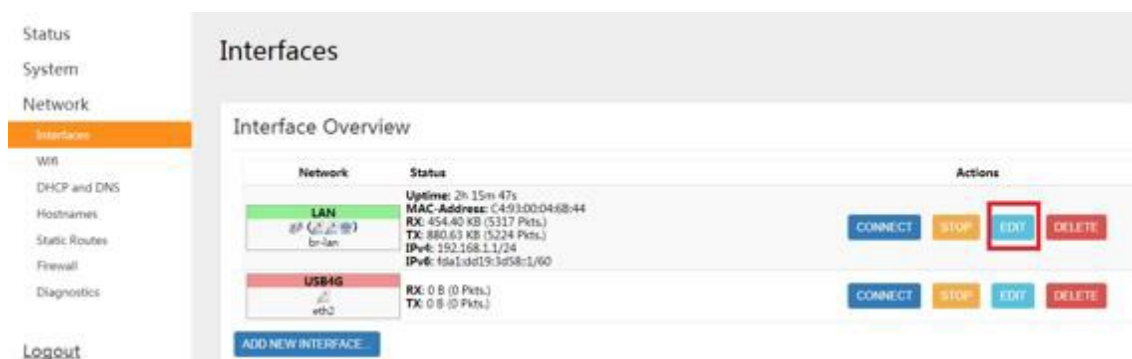 Status
System
Network
Interfaces
Wifi
DHCP and DNS
Hostnames
Static Routes
Firewall
Diagnostics
Logout
Interfaces
Interface Overview
Network Status Actions
LAN
br-lan
Uptime: 2h 15m 47s
MAC-Address: C4:93:00:04:68:44
RX: 454.40 KB (5317 Pkts.)
TX: 880.63 KB (5224 Pkts.)
IPv4: 192.168.1.1/24
IPv6: fda1:dd19:3d58::1/60
CONNECT STOP EDIT DELETE
USB4G
eth2
RX: 0 B (0 Pkts.)
TX: 0 B (0 Pkts.)
CONNECT STOP EDIT DELETE
ADD NEW INTERFACE...